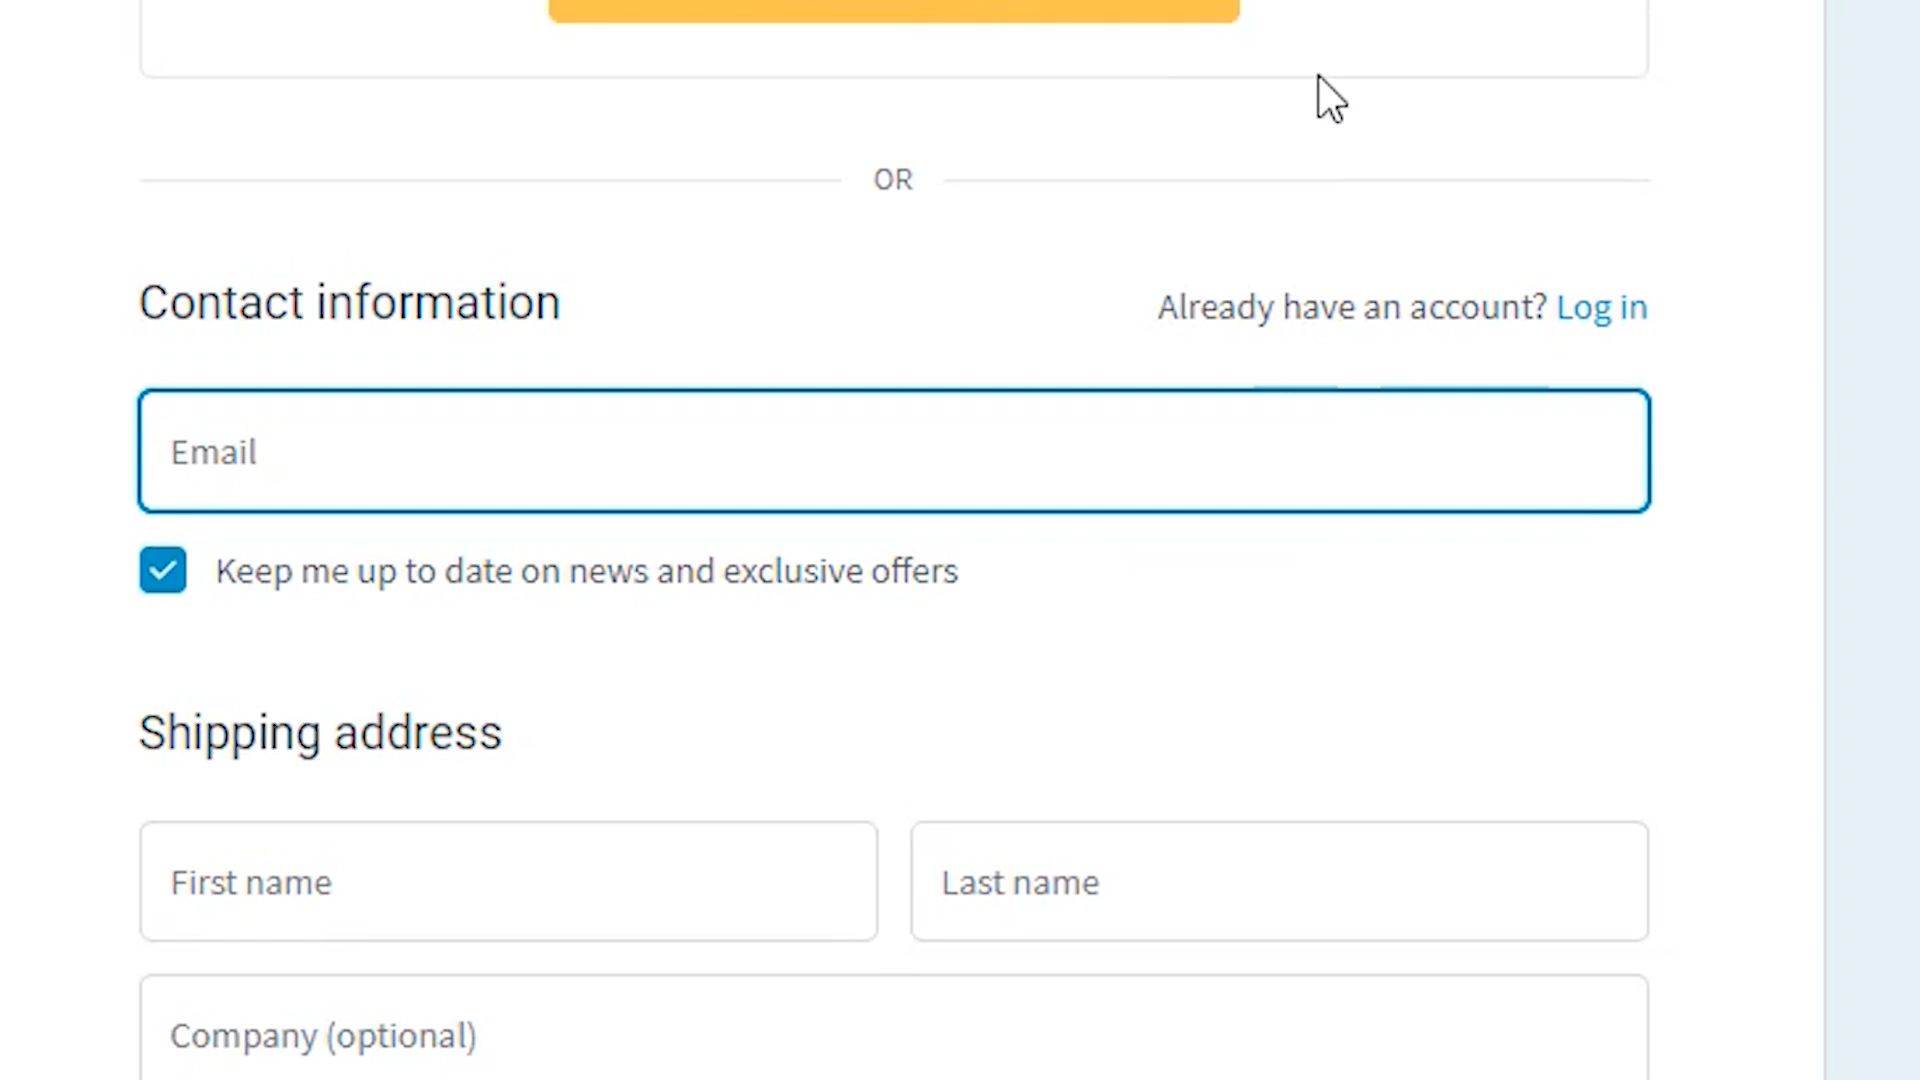 OR
Contact information
Already have an account? Log in
Email
Keep me up to date on news and exclusive offers
Shipping address
First name
Last name
Company (optional)